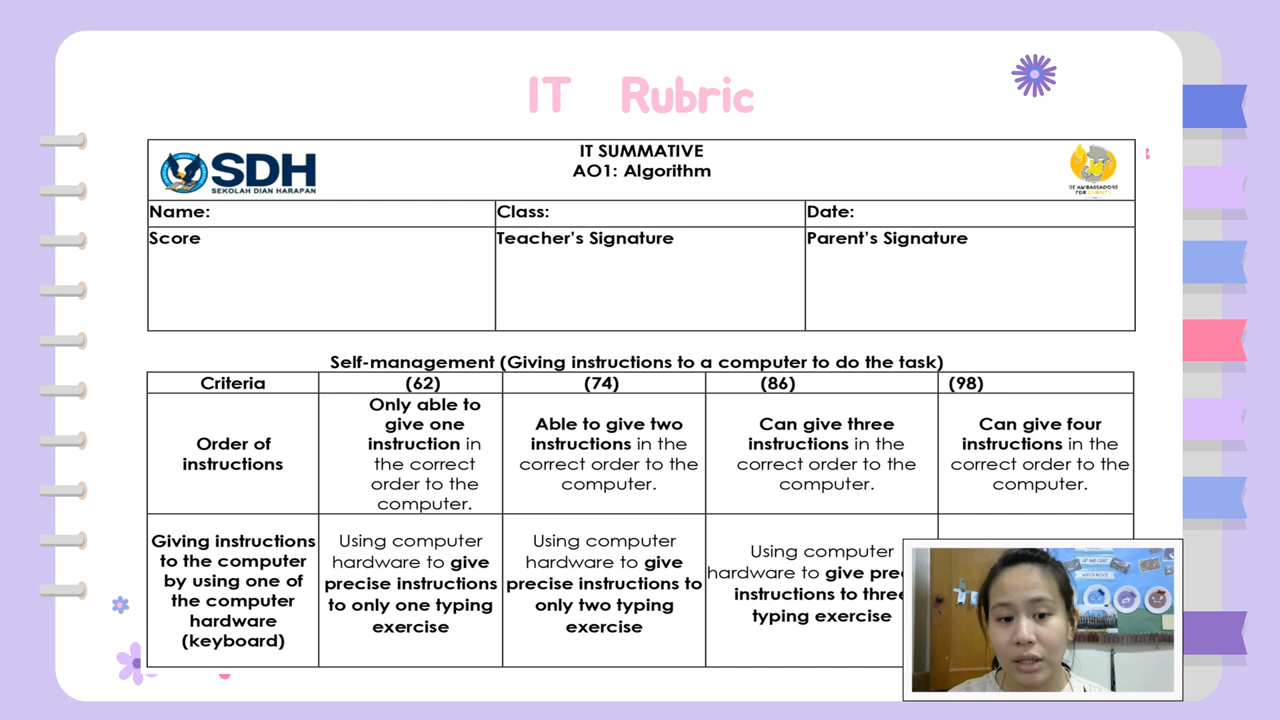 IT Rubric
SDH
SEKOLAH DIAN HARAPAN
IT SUMMATIVE
AO1: Algorithm
BE AMBASSADORS
FOR CHRIST
Name:
Class:
Date:
Score
Teacher's Signature
Parent's Signature
Self-management (Giving instructions to a computer to do the task)
Criteria
(62)
(74)
(86)
(98)
Order of
instructions
Only able to
give one
instruction in
the correct
order to the
computer.
Able to give two
instructions in the
correct order to the
computer.
Can give three
instructions in the
correct order to the
computer.
Can give four
instructions in the
correct order to the
computer.
Giving instructions
to the computer
by using one of
the computer
hardware
(keyboard)
Using computer
hardware to give
precise instructions
to only one typing
exercise
Using computer
hardware to give
precise instructions to
only two typing
exercise
Using computer
hardware to give pre
instructions to three
typing exercise